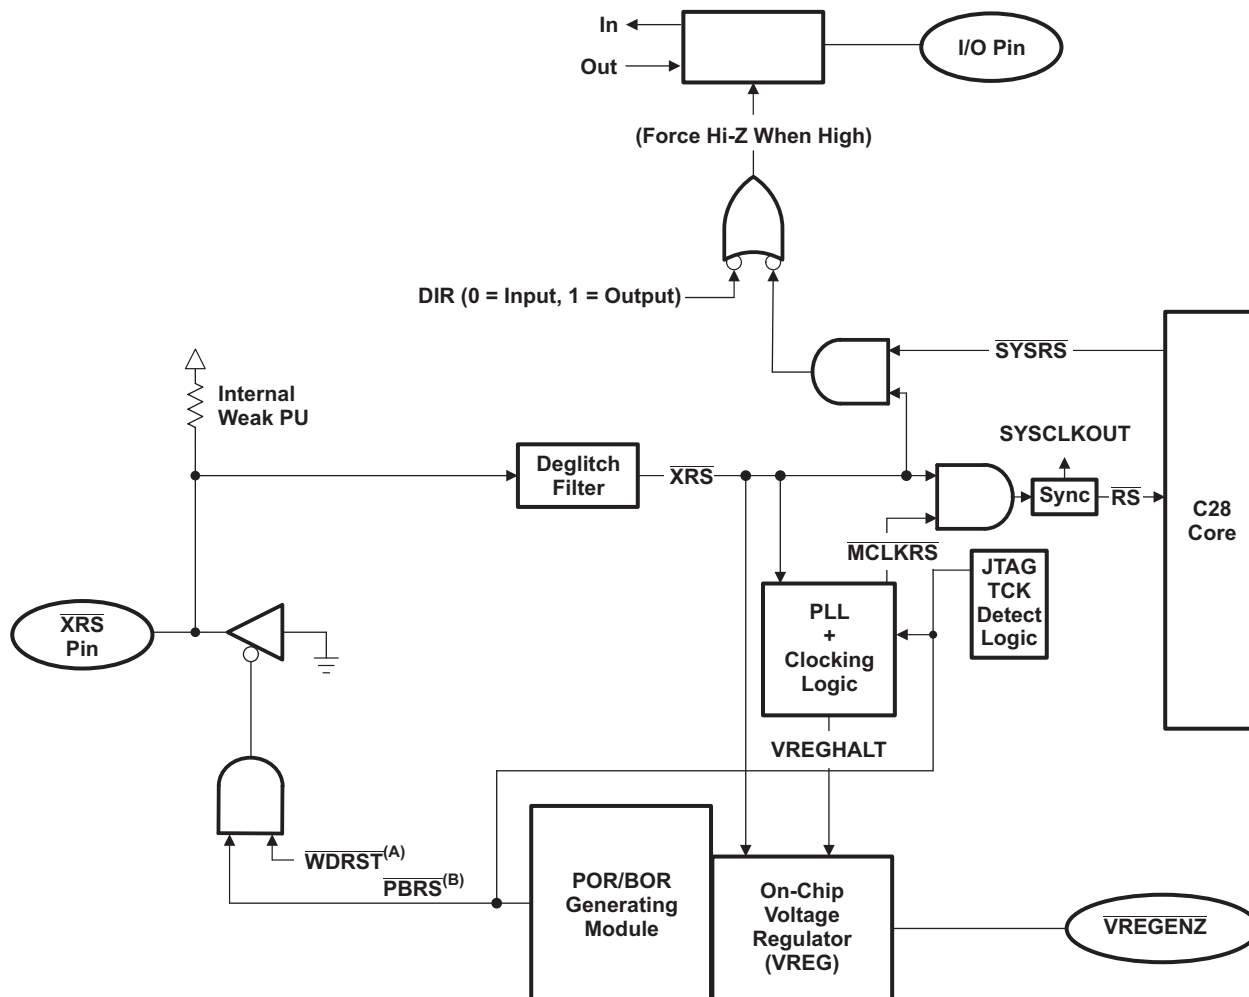 In
Out
I/O Pin
(Force Hi-Z When High)
DIR (0 = Input, 1 = Output)
SYSRS
Internal
Weak PU
SYSCLKOUT
Deglitch
Filter
XRS
Sync
RS
C28
Core
MCLKRS
JTAG
TCK
Detect
Logic
PLL
+
Clocking
Logic
XRS
Pin
VREGHALT
WDRST(A)
PBRS(B)
POR/BOR
Generating
Module
On-Chip
Voltage
Regulator
(VREG)
VREGENZ